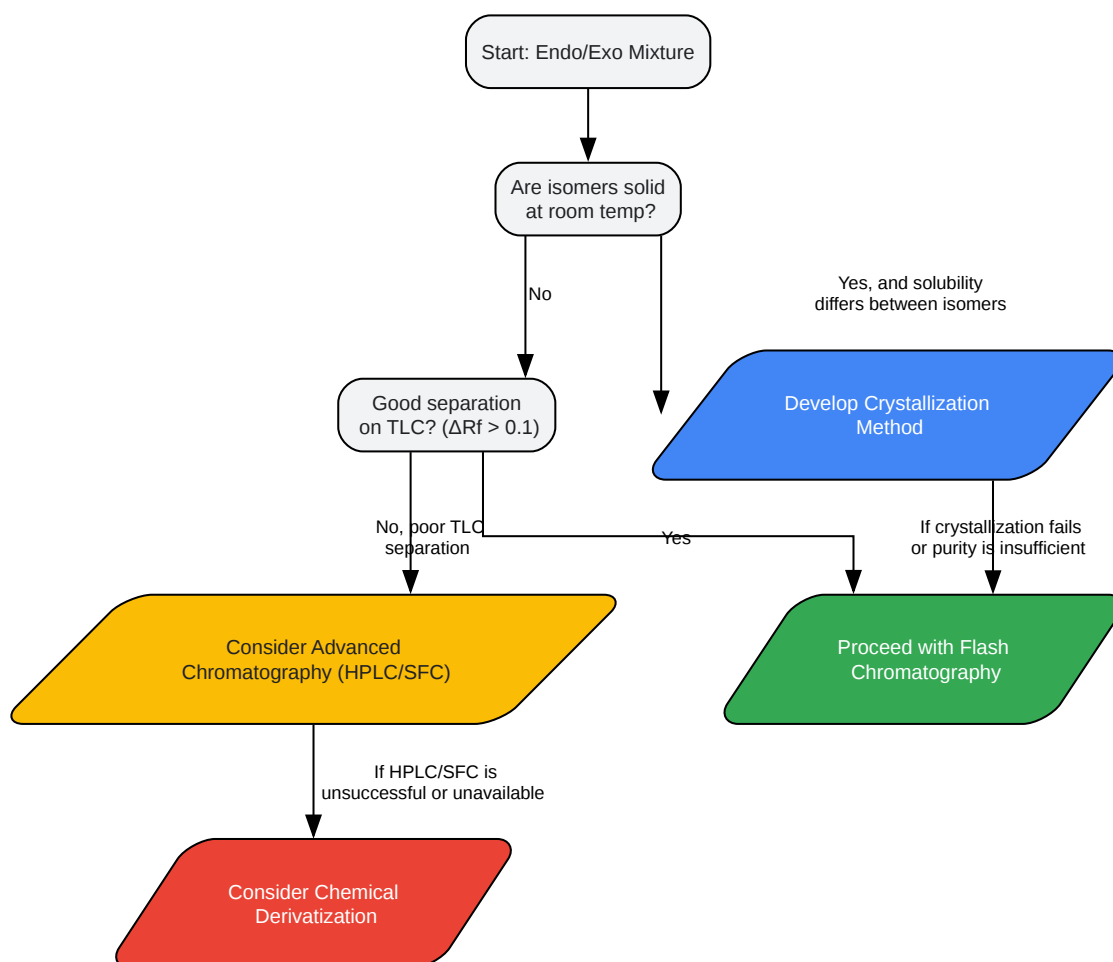 Start: Endo/Exo Mixture
Are isomers solid
at room temp?
No
Yes, and solubility
differs between isomers
Good separation
on TLC? (ΔRf > 0.1)
Develop Crystallization
Method
No, poor TLC
separation
Yes
If crystallization fails
or purity is insufficient
Consider Advanced
Chromatography (HPLC/SFC)
Proceed with Flash
Chromatography
If HPLC/SFC is
unsuccessful or unavailable
Consider Chemical
Derivatization